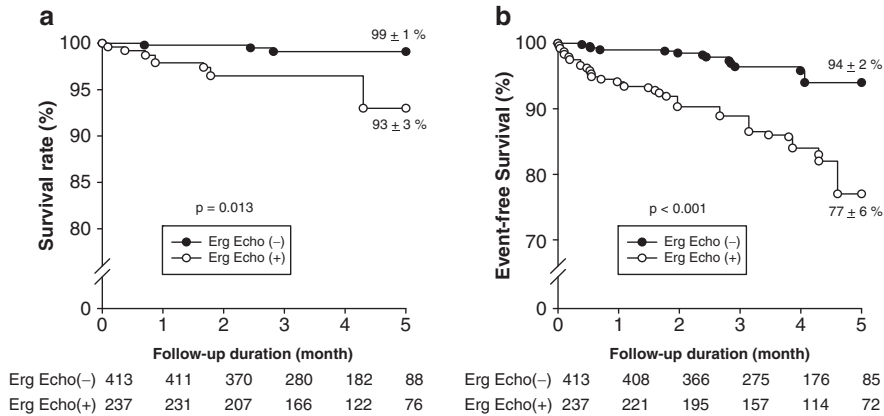 a
Survival rate (%)
100
95
90
85
80
0
99 ± 1 %
93 ± 3 %
p = 0.013
Erg Echo (−)
Erg Echo (+)
0 1 2 3 4 5
Follow-up duration (month)
Erg Echo(−) 413 411 370 280 182 88
Erg Echo(+) 237 231 207 166 122 76
b
Event-free Survival (%)
100
90
80
70
0
94 ± 2 %
77 ± 6 %
p < 0.001
Erg Echo (−)
Erg Echo (+)
0 1 2 3 4 5
Follow-up duration (month)
Erg Echo(−) 413 408 366 275 176 85
Erg Echo(+) 237 221 195 157 114 72